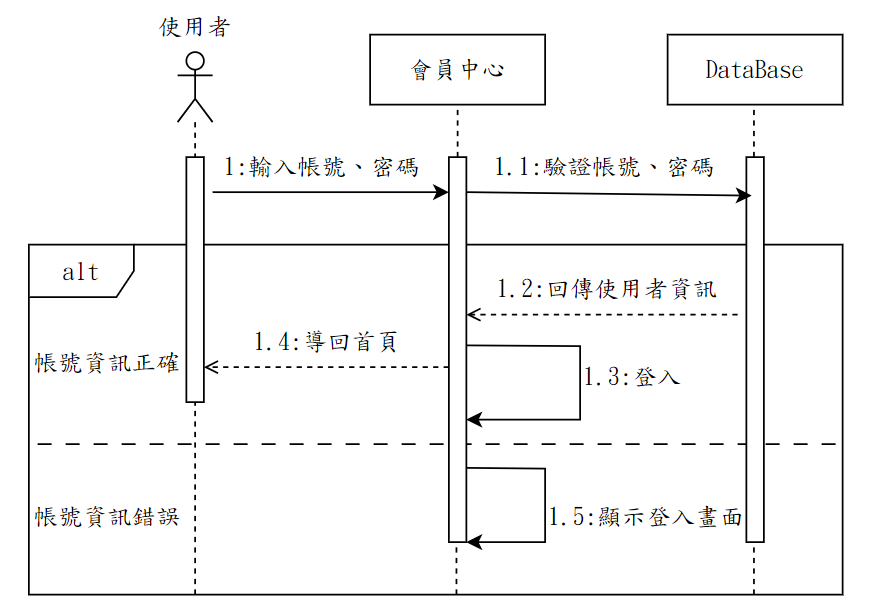 使用者
會員中心
DataBase
1:輸入帳號、密碼
1.1:驗證帳號、密碼
alt
1.2:回傳使用者資訊
1.4:導回首頁
帳號資訊正確
1.3:登入
帳號資訊錯誤
1.5:顯示登入畫面